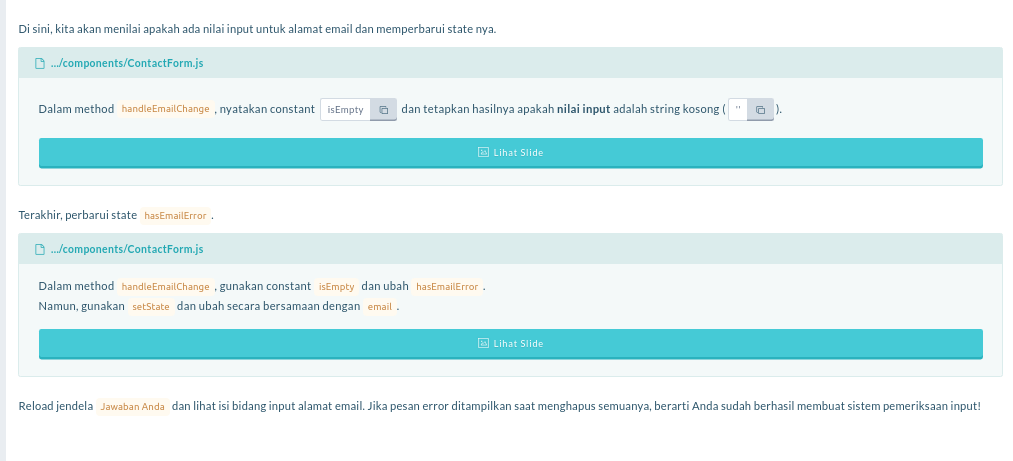 Di sini, kita akan menilai apakah ada nilai input untuk alamat email dan memperbarui state nya.
.../components/ContactForm.js
Dalam method handleEmailChange , nyatakan constant isEmpty dan tetapkan hasilnya apakah nilai input adalah string kosong ( '' ).
Lihat Slide
Terakhir, perbarui state hasEmailError .
.../components/ContactForm.js
Dalam method handleEmailChange , gunakan constant isEmpty dan ubah hasEmailError .
Namun, gunakan setState dan ubah secara bersamaan dengan email .
Lihat Slide
Reload jendela Jawaban Anda dan lihat isi bidang input alamat email. Jika pesan error ditampilkan saat menghapus semuanya, berarti Anda sudah berhasil membuat sistem pemeriksaan input!